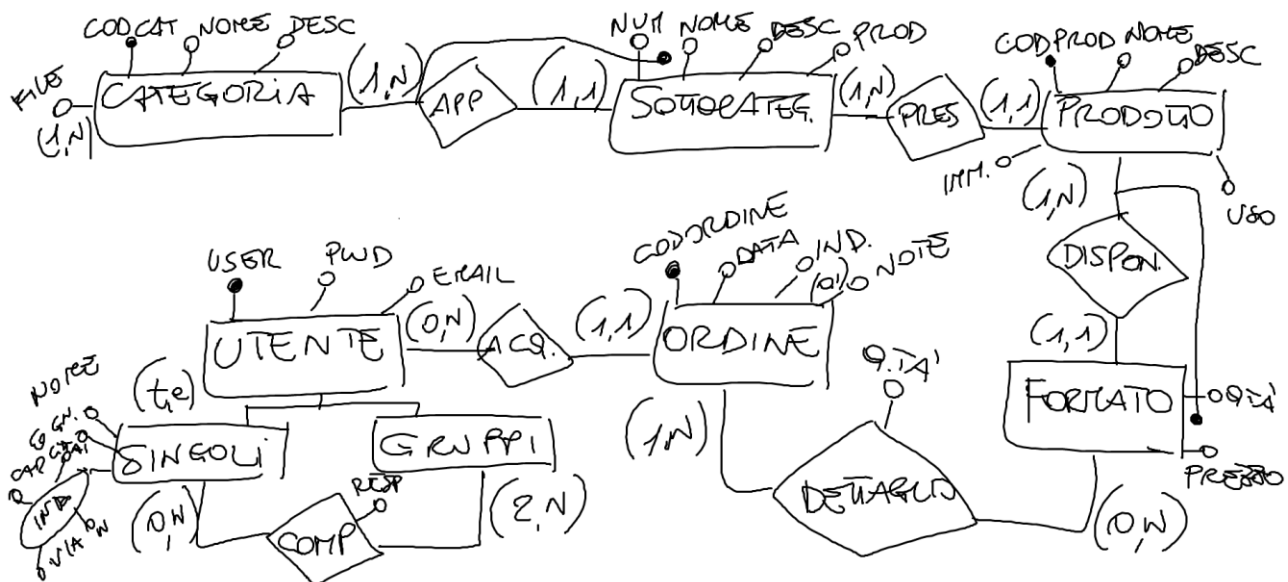 CODCAT NOME DESC
FILE
(1,N)
CATEGORIA
(1,N)
APP
(1,1)
NUM NOME DESC PROD
SOTTOCATEG.
(1,N)
PRES
(1,1)
CODPROD NOME DESC
PRODOTTO
IMM.
(1,N)
USO
DISPON.
(1,1)
FORMATO
Q.TÀ
PREZZO
(0,N)
USER PWD EMAIL
UTENTE
(0,N)
ACQ.
(1,1)
CODORDINE
DATA
IND.
(0,1) NOTE
ORDINE
(1,N)
Q.TA'
DETTAGLIO
(t,e)
NOME
COGN.
CAP CITTA'
SINGOLI
GRUPPI
IND.
VIA N
(0,N)
RESP
COMP
(2,N)